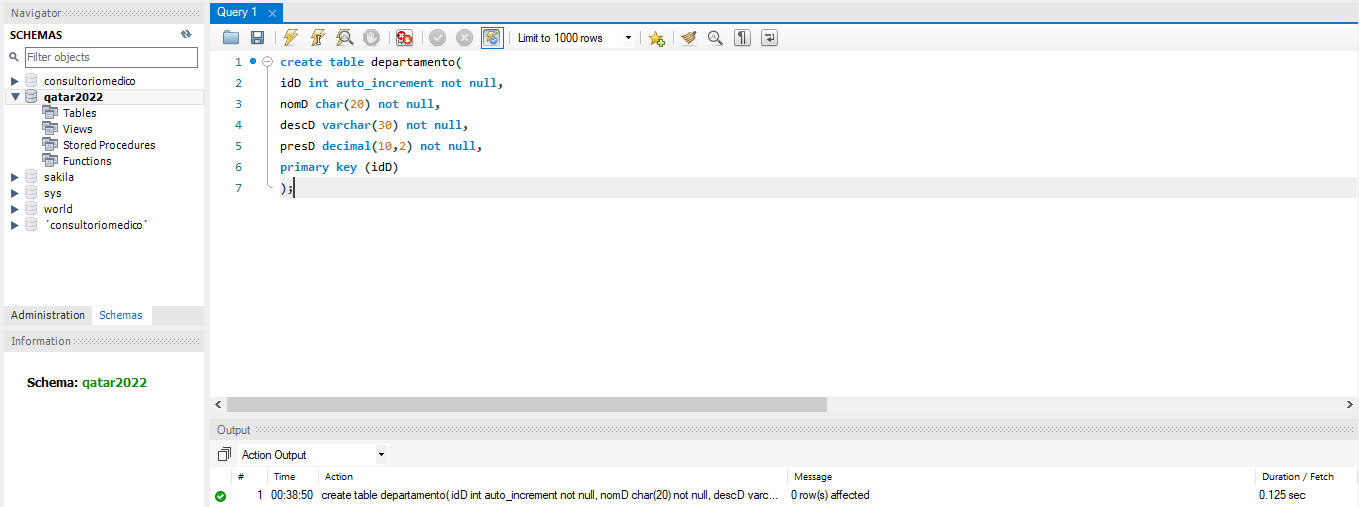 Navigator
SCHEMAS
Filter objects
consultoriomedico
qatar2022
Tables
Views
Stored Procedures
Functions
sakila
sys
world
´consultoriomedico´
Administration Schemas
Information
Schema: qatar2022
Query 1
Limit to 1000 rows
1 create table departamento(
2 idD int auto_increment not null,
3 nomD char(20) not null,
4 descD varchar(30) not null,
5 presD decimal(10,2) not null,
6 primary key (idD)
7 );
Output
Action Output
# Time Action Message Duration / Fetch
1 00:38:50 create table departamento( idD int auto_increment not null, nomD char(20) not null, descD varc... 0 row(s) affected 0.125 sec